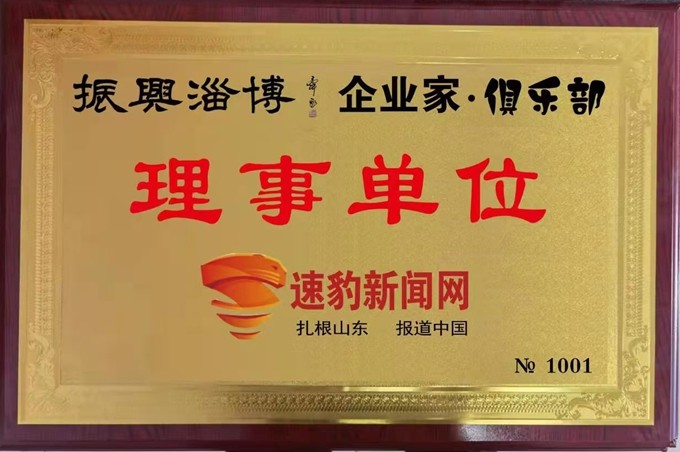 振興淄博 企业家·俱乐部
理事单位
速豹新闻网
扎根山东 报道中国
№ 1001